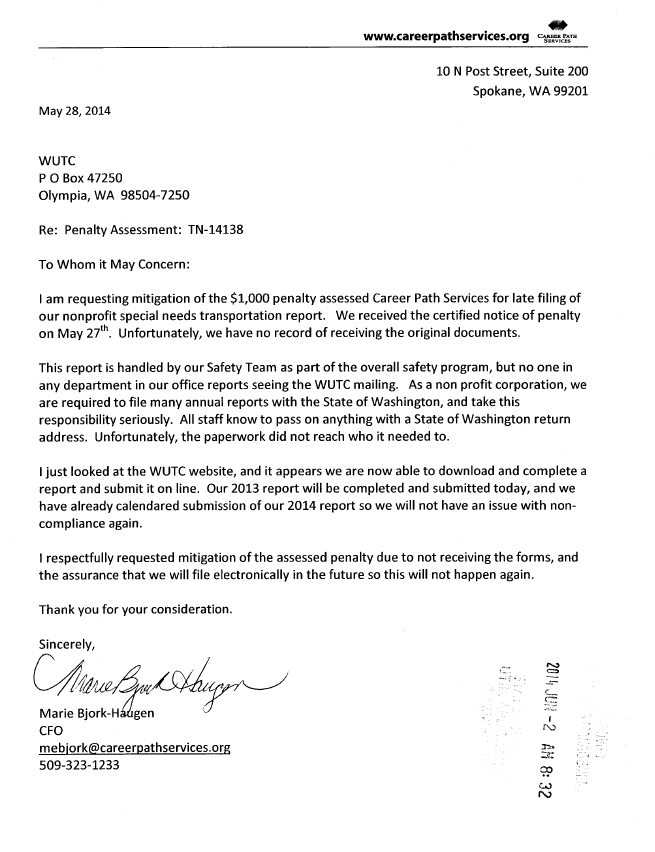 www.careerpathservices.org
CAREER PATH
SERVICES
10 N Post Street, Suite 200
Spokane, WA 99201
May 28, 2014
WUTC
P O Box 47250
Olympia, WA 98504-7250
Re: Penalty Assessment: TN-14138
To Whom it May Concern:
I am requesting mitigation of the $1,000 penalty assessed Career Path Services for late filing of
our nonprofit special needs transportation report. We received the certified notice of penalty
on May 27th. Unfortunately, we have no record of receiving the original documents.
This report is handled by our Safety Team as part of the overall safety program, but no one in
any department in our office reports seeing the WUTC mailing. As a non profit corporation, we
are required to file many annual reports with the State of Washington, and take this
responsibility seriously. All staff know to pass on anything with a State of Washington return
address. Unfortunately, the paperwork did not reach who it needed to.
I just looked at the WUTC website, and it appears we are now able to download and complete a
report and submit it on line. Our 2013 report will be completed and submitted today, and we
have already calendared submission of our 2014 report so we will not have an issue with non-
compliance again.
I respectfully requested mitigation of the assessed penalty due to not receiving the forms, and
the assurance that we will file electronically in the future so this will not happen again.
Thank you for your consideration.
Sincerely,
Marie Bjork-Haugen
Marie Bjork-Haugen
CFO
mebjork@careerpathservices.org
509-323-1233
2014 JUN -2 AM 8:32